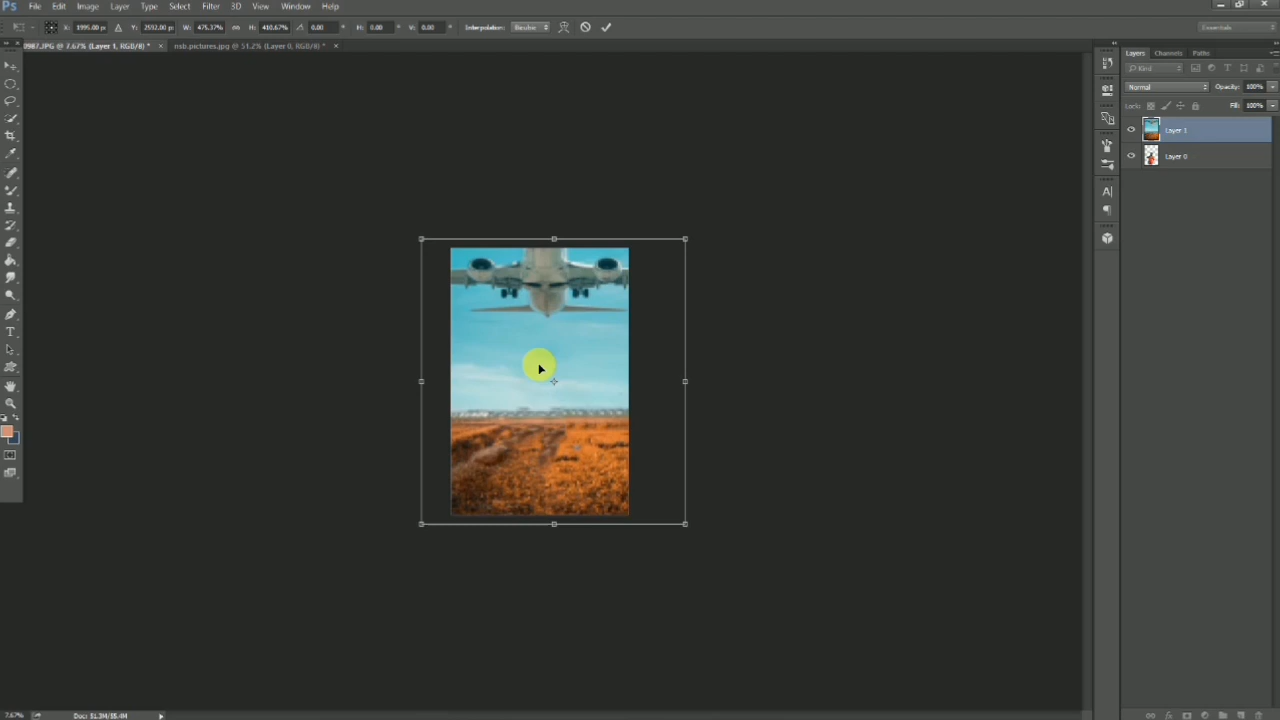 Ps File Edit Image Layer Type Select Filter 3D View Window Help
X: 1995.00 px Y: 2592.00 px W: 475.37% H: 410.67% 0.00 ° H: 0.00 ° V: 0.00 ° Interpolation: Bicubic Essentials
0987.JPG @ 7.67% (Layer 1, RGB/8) * × nsb.pictures.jpg @ 51.2% (Layer 0, RGB/8) * ×
Layers Channels Paths
Kind
Normal Opacity: 100%
Lock: Fill: 100%
Layer 1
Layer 0
7.67% Doc: 51.3M/55.4M